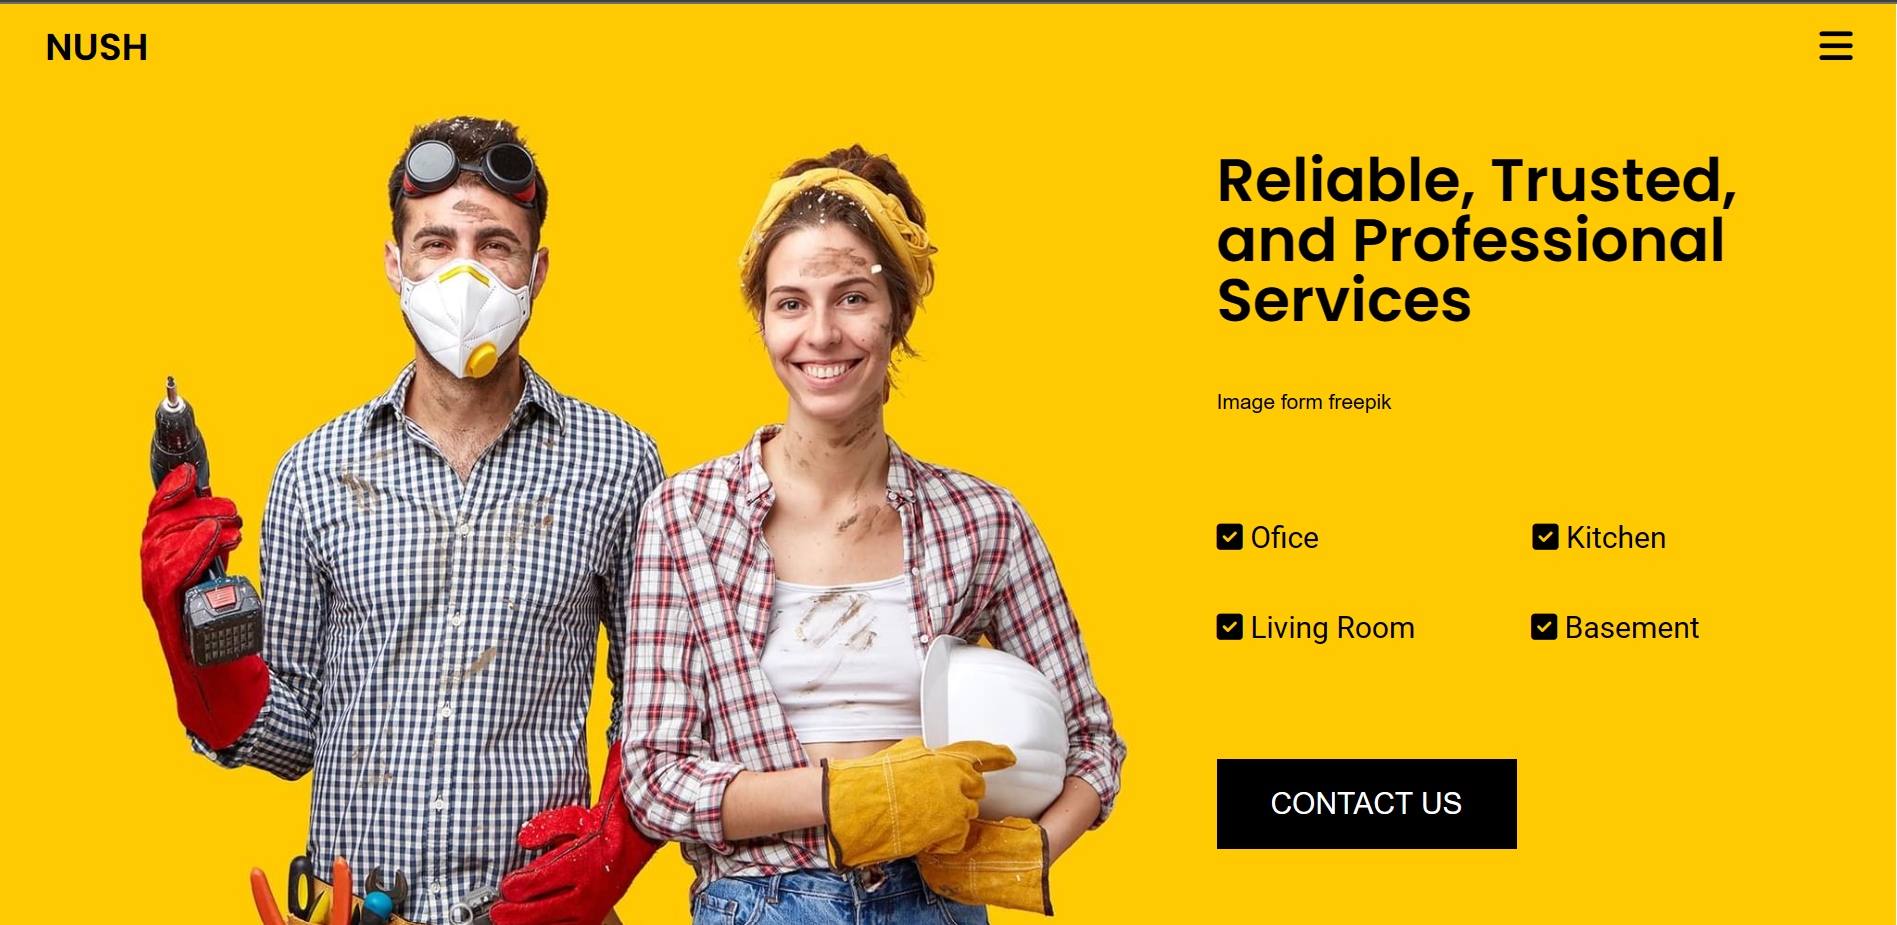 NUSH
Reliable, Trusted,
and Professional
Services
Image form freepik
Ofice
Kitchen
Living Room
Basement
CONTACT US